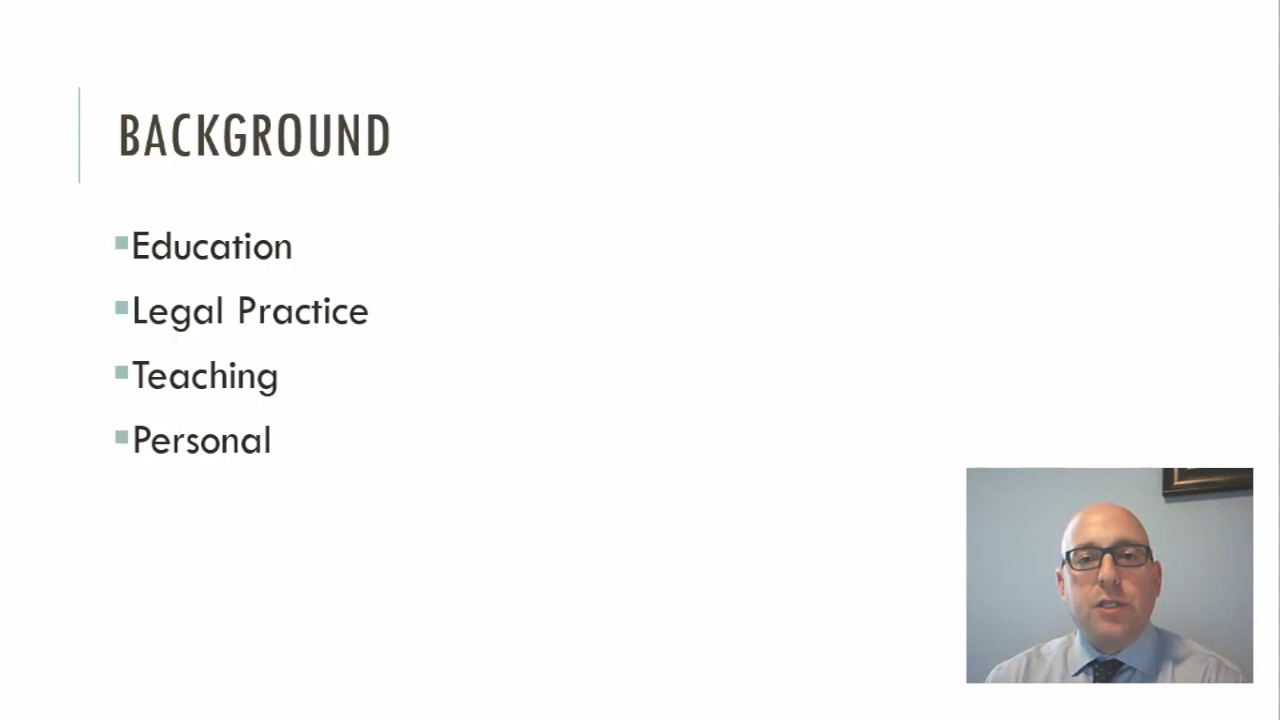 BACKGROUND
Education
Legal Practice
Teaching
Personal